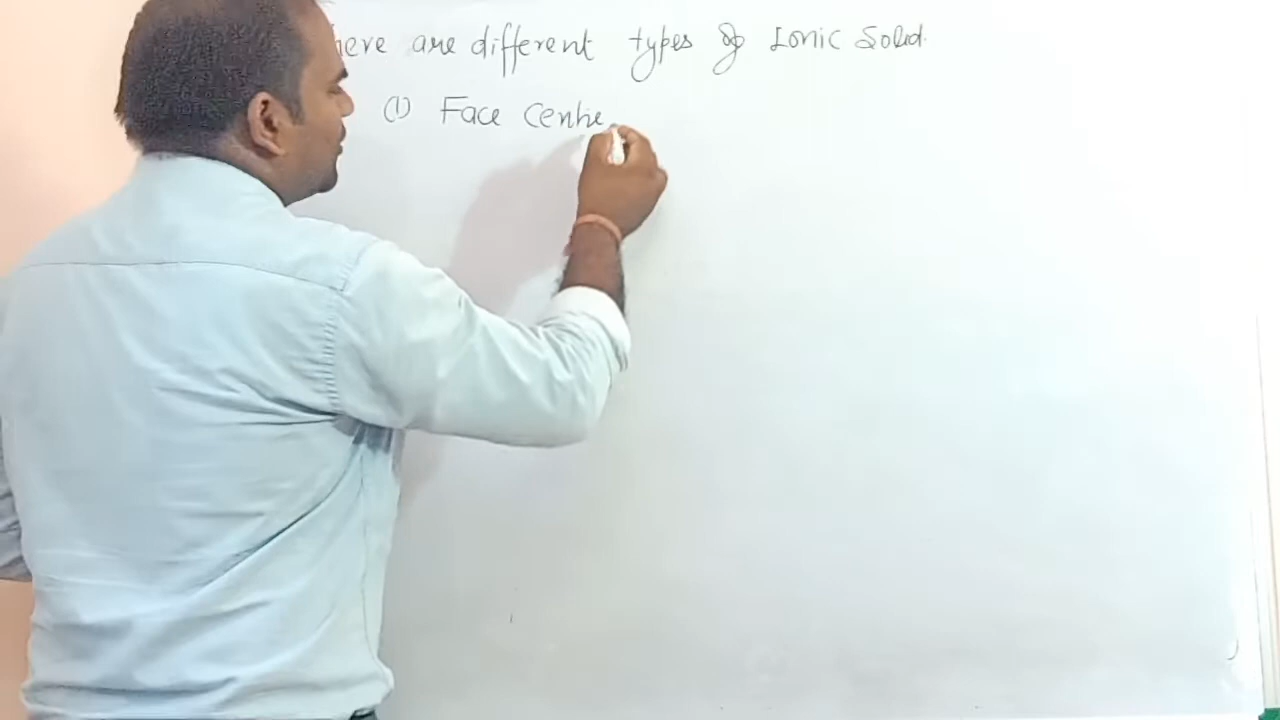 here are different types of Ionic Solid.
(1) Face Centre